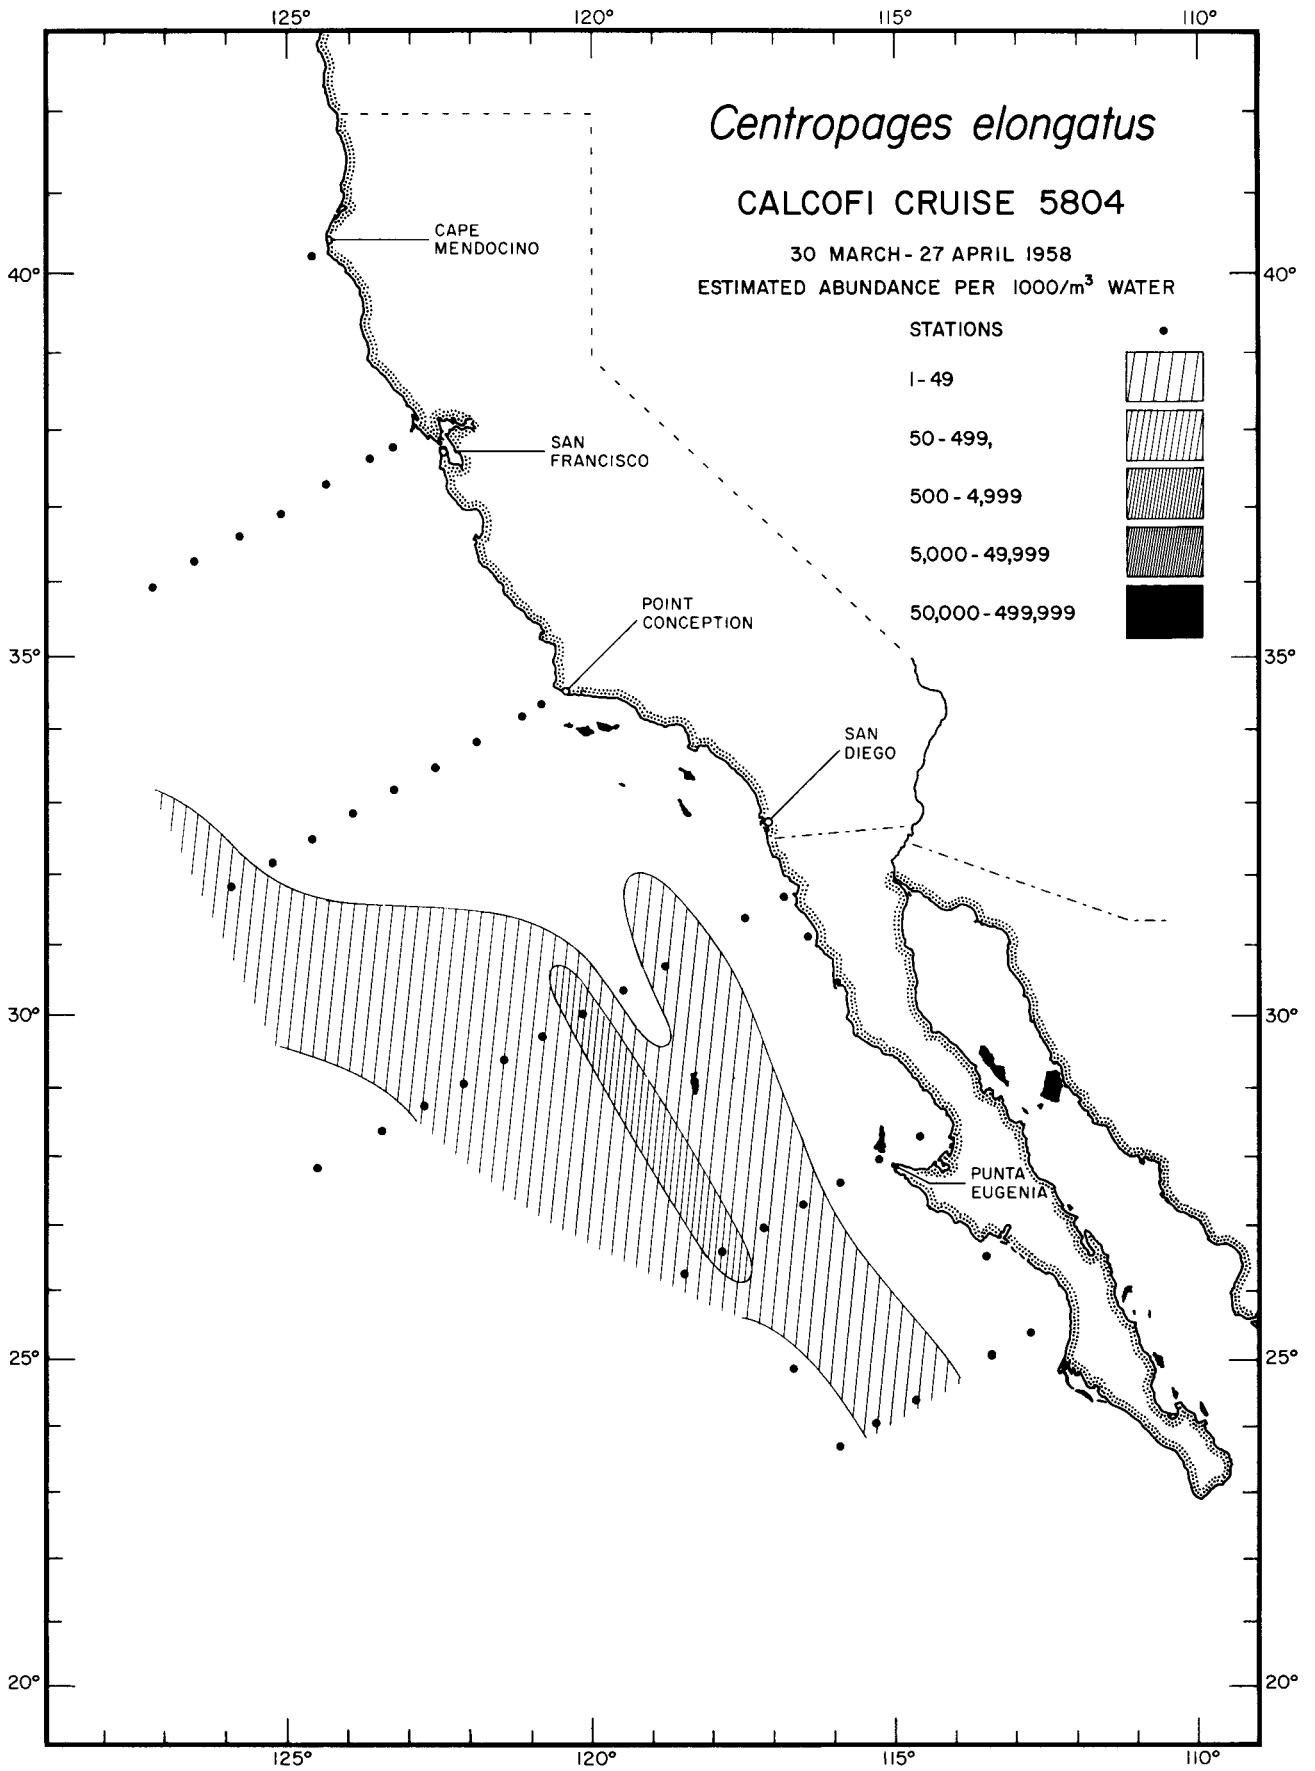 125°
120°
115°
110°
Centropages elongatus
CALCOFI CRUISE 5804
30 MARCH - 27 APRIL 1958
ESTIMATED ABUNDANCE PER 1000/m³ WATER
STATIONS
1-49
50-499,
500-4,999
5,000-49,999
50,000-499,999
CAPE
MENDOCINO
40°
40°
SAN
FRANCISCO
POINT
CONCEPTION
35°
35°
SAN
DIEGO
30°
30°
PUNTA
EUGENIA
25°
25°
20°
20°
125°
120°
115°
110°